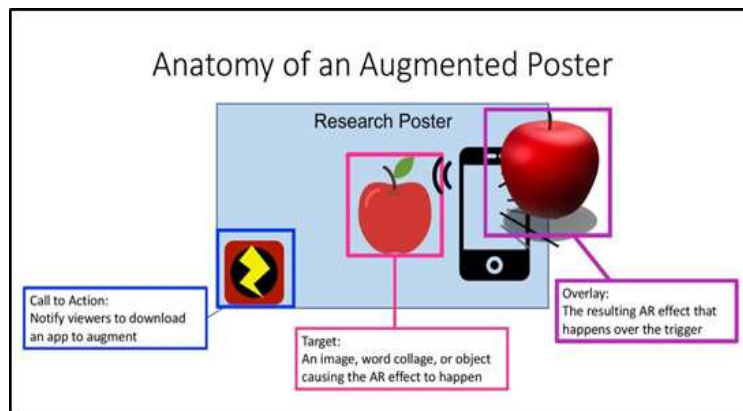 Anatomy of an Augmented Poster
Research Poster
Call to Action:
Notify viewers to download
an app to augment
Target:
An image, word collage, or object
causing the AR effect to happen
Overlay:
The resulting AR effect that
happens over the trigger